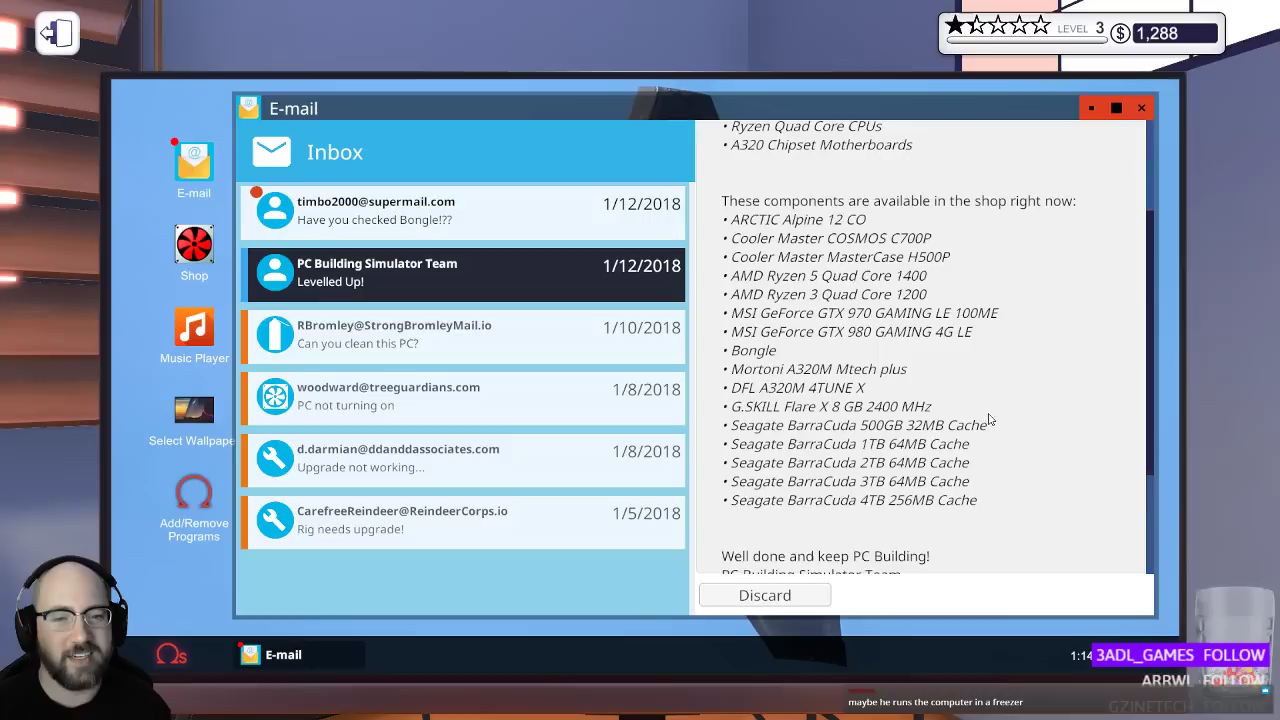 LEVEL 3
$ 1,288
E-mail
Inbox
E-mail
Shop
Music Player
Select Wallpape
Add/Remove
Programs
timbo2000@supermail.com
1/12/2018
Have you checked Bongle!??
PC Building Simulator Team
1/12/2018
Levelled Up!
RBromley@StrongBromleyMail.io
1/10/2018
Can you clean this PC?
woodward@treeguardians.com
1/8/2018
PC not turning on
d.darmian@ddanddassociates.com
1/8/2018
Upgrade not working...
CarefreeReindeer@ReindeerCorps.io
1/5/2018
Rig needs upgrade!
• Ryzen Quad Core CPUs
• A320 Chipset Motherboards
These components are available in the shop right now:
• ARCTIC Alpine 12 CO
• Cooler Master COSMOS C700P
• Cooler Master MasterCase H500P
• AMD Ryzen 5 Quad Core 1400
• AMD Ryzen 3 Quad Core 1200
• MSI GeForce GTX 970 GAMING LE 100ME
• MSI GeForce GTX 980 GAMING 4G LE
• Bongle
• Mortoni A320M Mtech plus
• DFL A320M 4TUNE X
• G.SKILL Flare X 8 GB 2400 MHz
• Seagate BarraCuda 500GB 32MB Cache
• Seagate BarraCuda 1TB 64MB Cache
• Seagate BarraCuda 2TB 64MB Cache
• Seagate BarraCuda 3TB 64MB Cache
• Seagate BarraCuda 4TB 256MB Cache
Well done and keep PC Building!
PC Building Simulator Team
Discard
Ωs
E-mail
1:14
3ADL_GAMES FOLLOW
ARRWL FOLLOW
GZINFTECH FOLLOW
maybe he runs the computer in a freezer